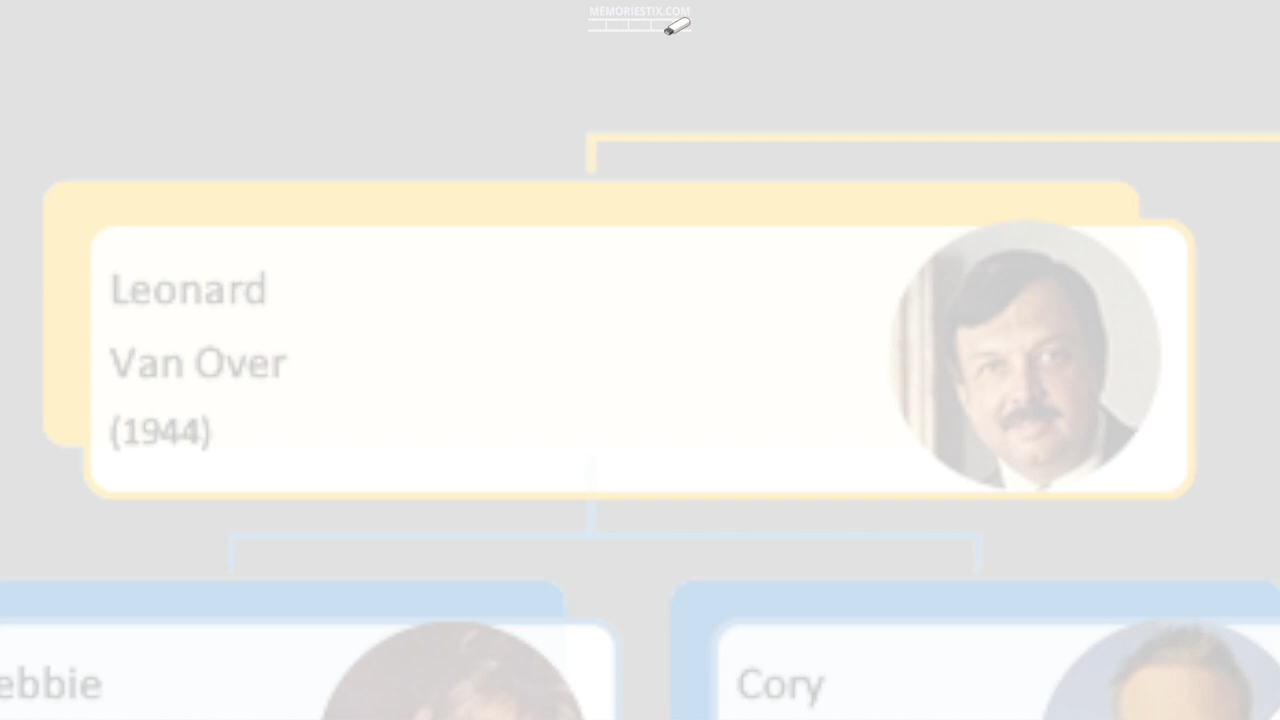 MEMORIESTIX.COM
Leonard
Van Over
(1944)
ebbie
Cory